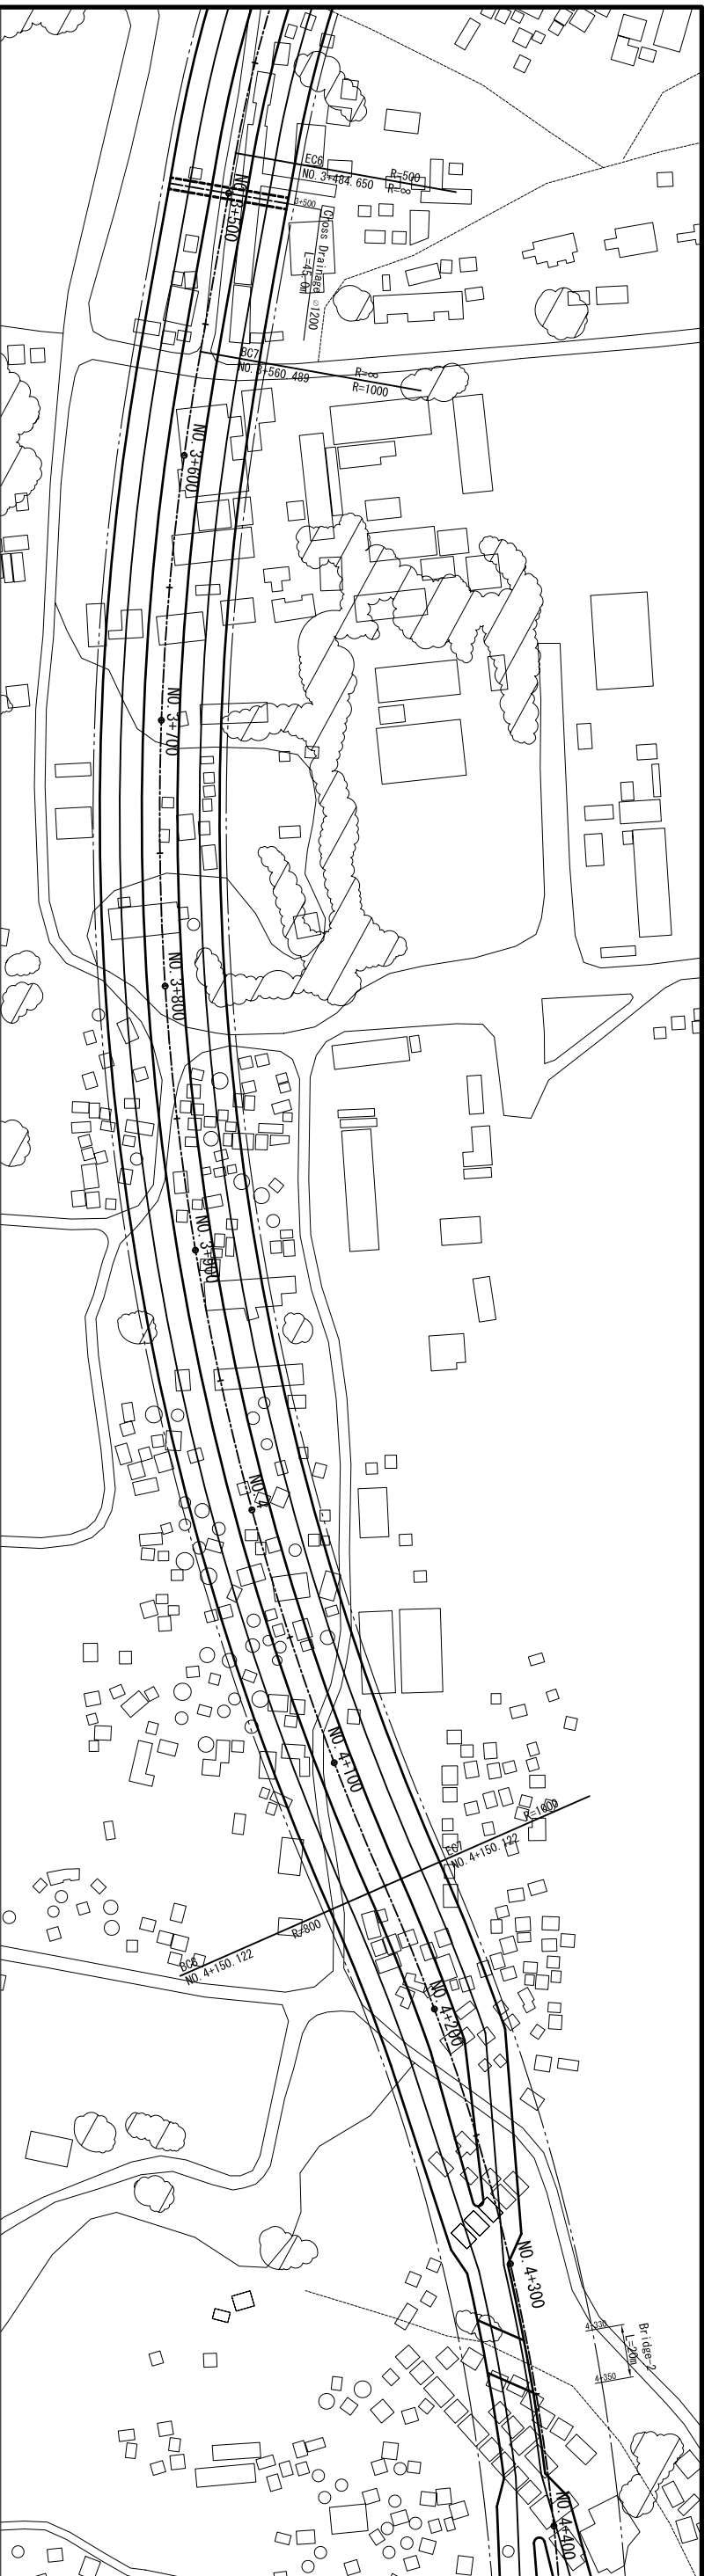 EC6
NO. 3+484.650
R=500
R=∞
NO. 3+500
3+500
Closs Drainage ⌀1200
L=45.0m
BC7
NO. 3+560.489
R=∞
R=1000
NO. 3+600
NO. 3+700
NO. 3+800
NO. 3+900
NO. 4
NO. 4+100
R=1000
EC7
NO. 4+150.122
R=800
BC8
NO. 4+150.122
NO. 4+200
NO. 4+300
4+330
Bridge-2
L=20m
4+350
NO. 4+400